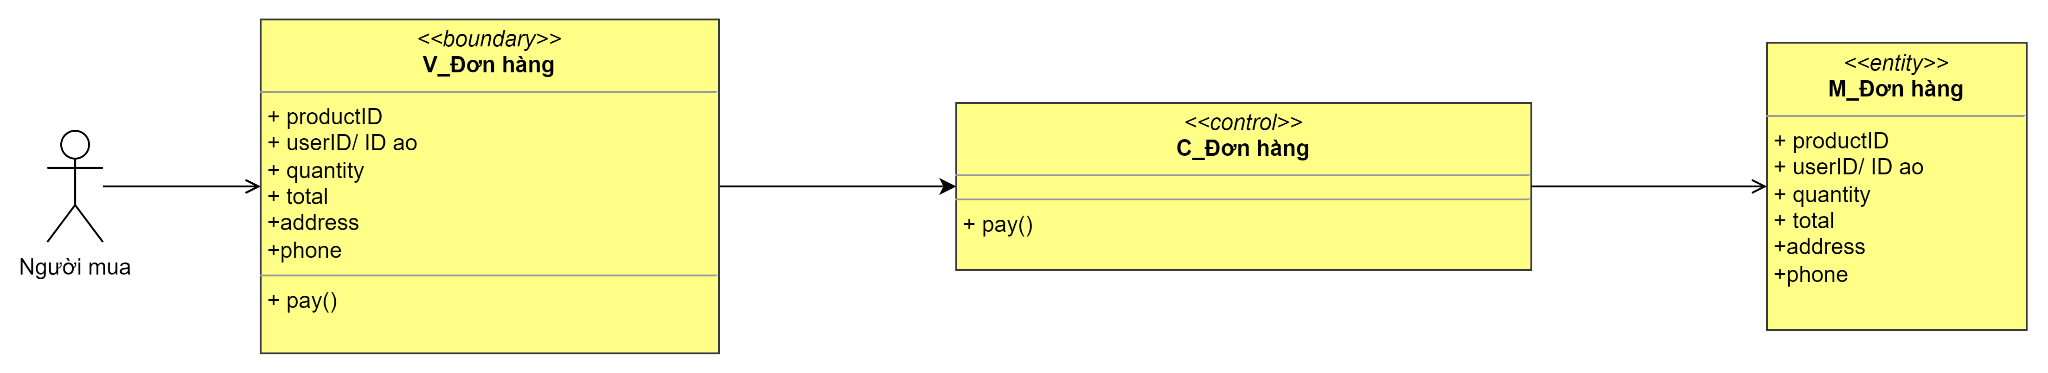 Người mua
<<boundary>>
V_Đơn hàng
+ productID
+ userID/ ID ao
+ quantity
+ total
+address
+phone
+ pay()
<<control>>
C_Đơn hàng
+ pay()
<<entity>>
M_Đơn hàng
+ productID
+ userID/ ID ao
+ quantity
+ total
+address
+phone